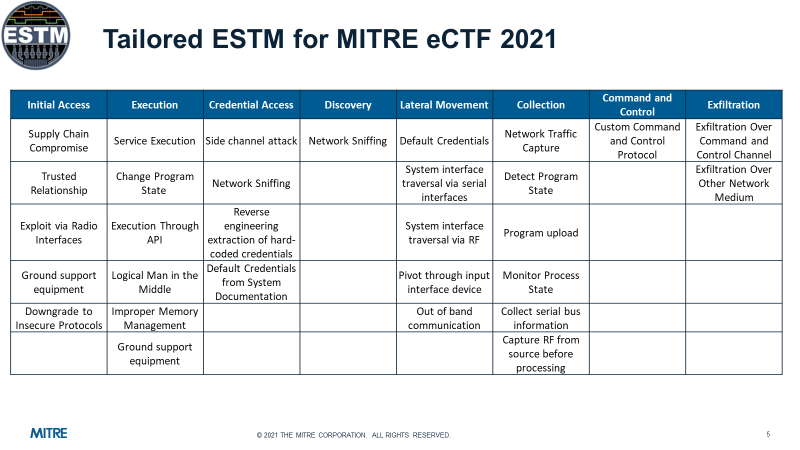 ESTM
Tailored ESTM for MITRE eCTF 2021
Initial Access
Execution
Credential Access
Discovery
Lateral Movement
Collection
Command and
Control
Exfiltration
Supply Chain
Compromise
Service Execution
Side channel attack
Network Sniffing
Default Credentials
Network Traffic
Capture
Custom Command
and Control
Protocol
Exfiltration Over
Command and
Control Channel
Trusted
Relationship
Change Program
State
Network Sniffing
System interface
traversal via serial
interfaces
Detect Program
State
Exfiltration Over
Other Network
Medium
Exploit via Radio
Interfaces
Execution Through
API
Reverse
engineering
extraction of hard-
coded credentials
System interface
traversal via RF
Program upload
Ground support
equipment
Logical Man in the
Middle
Default Credentials
from System
Documentation
Pivot through input
interface device
Monitor Process
State
Downgrade to
Insecure Protocols
Improper Memory
Management
Out of band
communication
Collect serial bus
information
Ground support
equipment
Capture RF from
source before
processing
MITRE
© 2021 THE MITRE CORPORATION. ALL RIGHTS RESERVED.
5